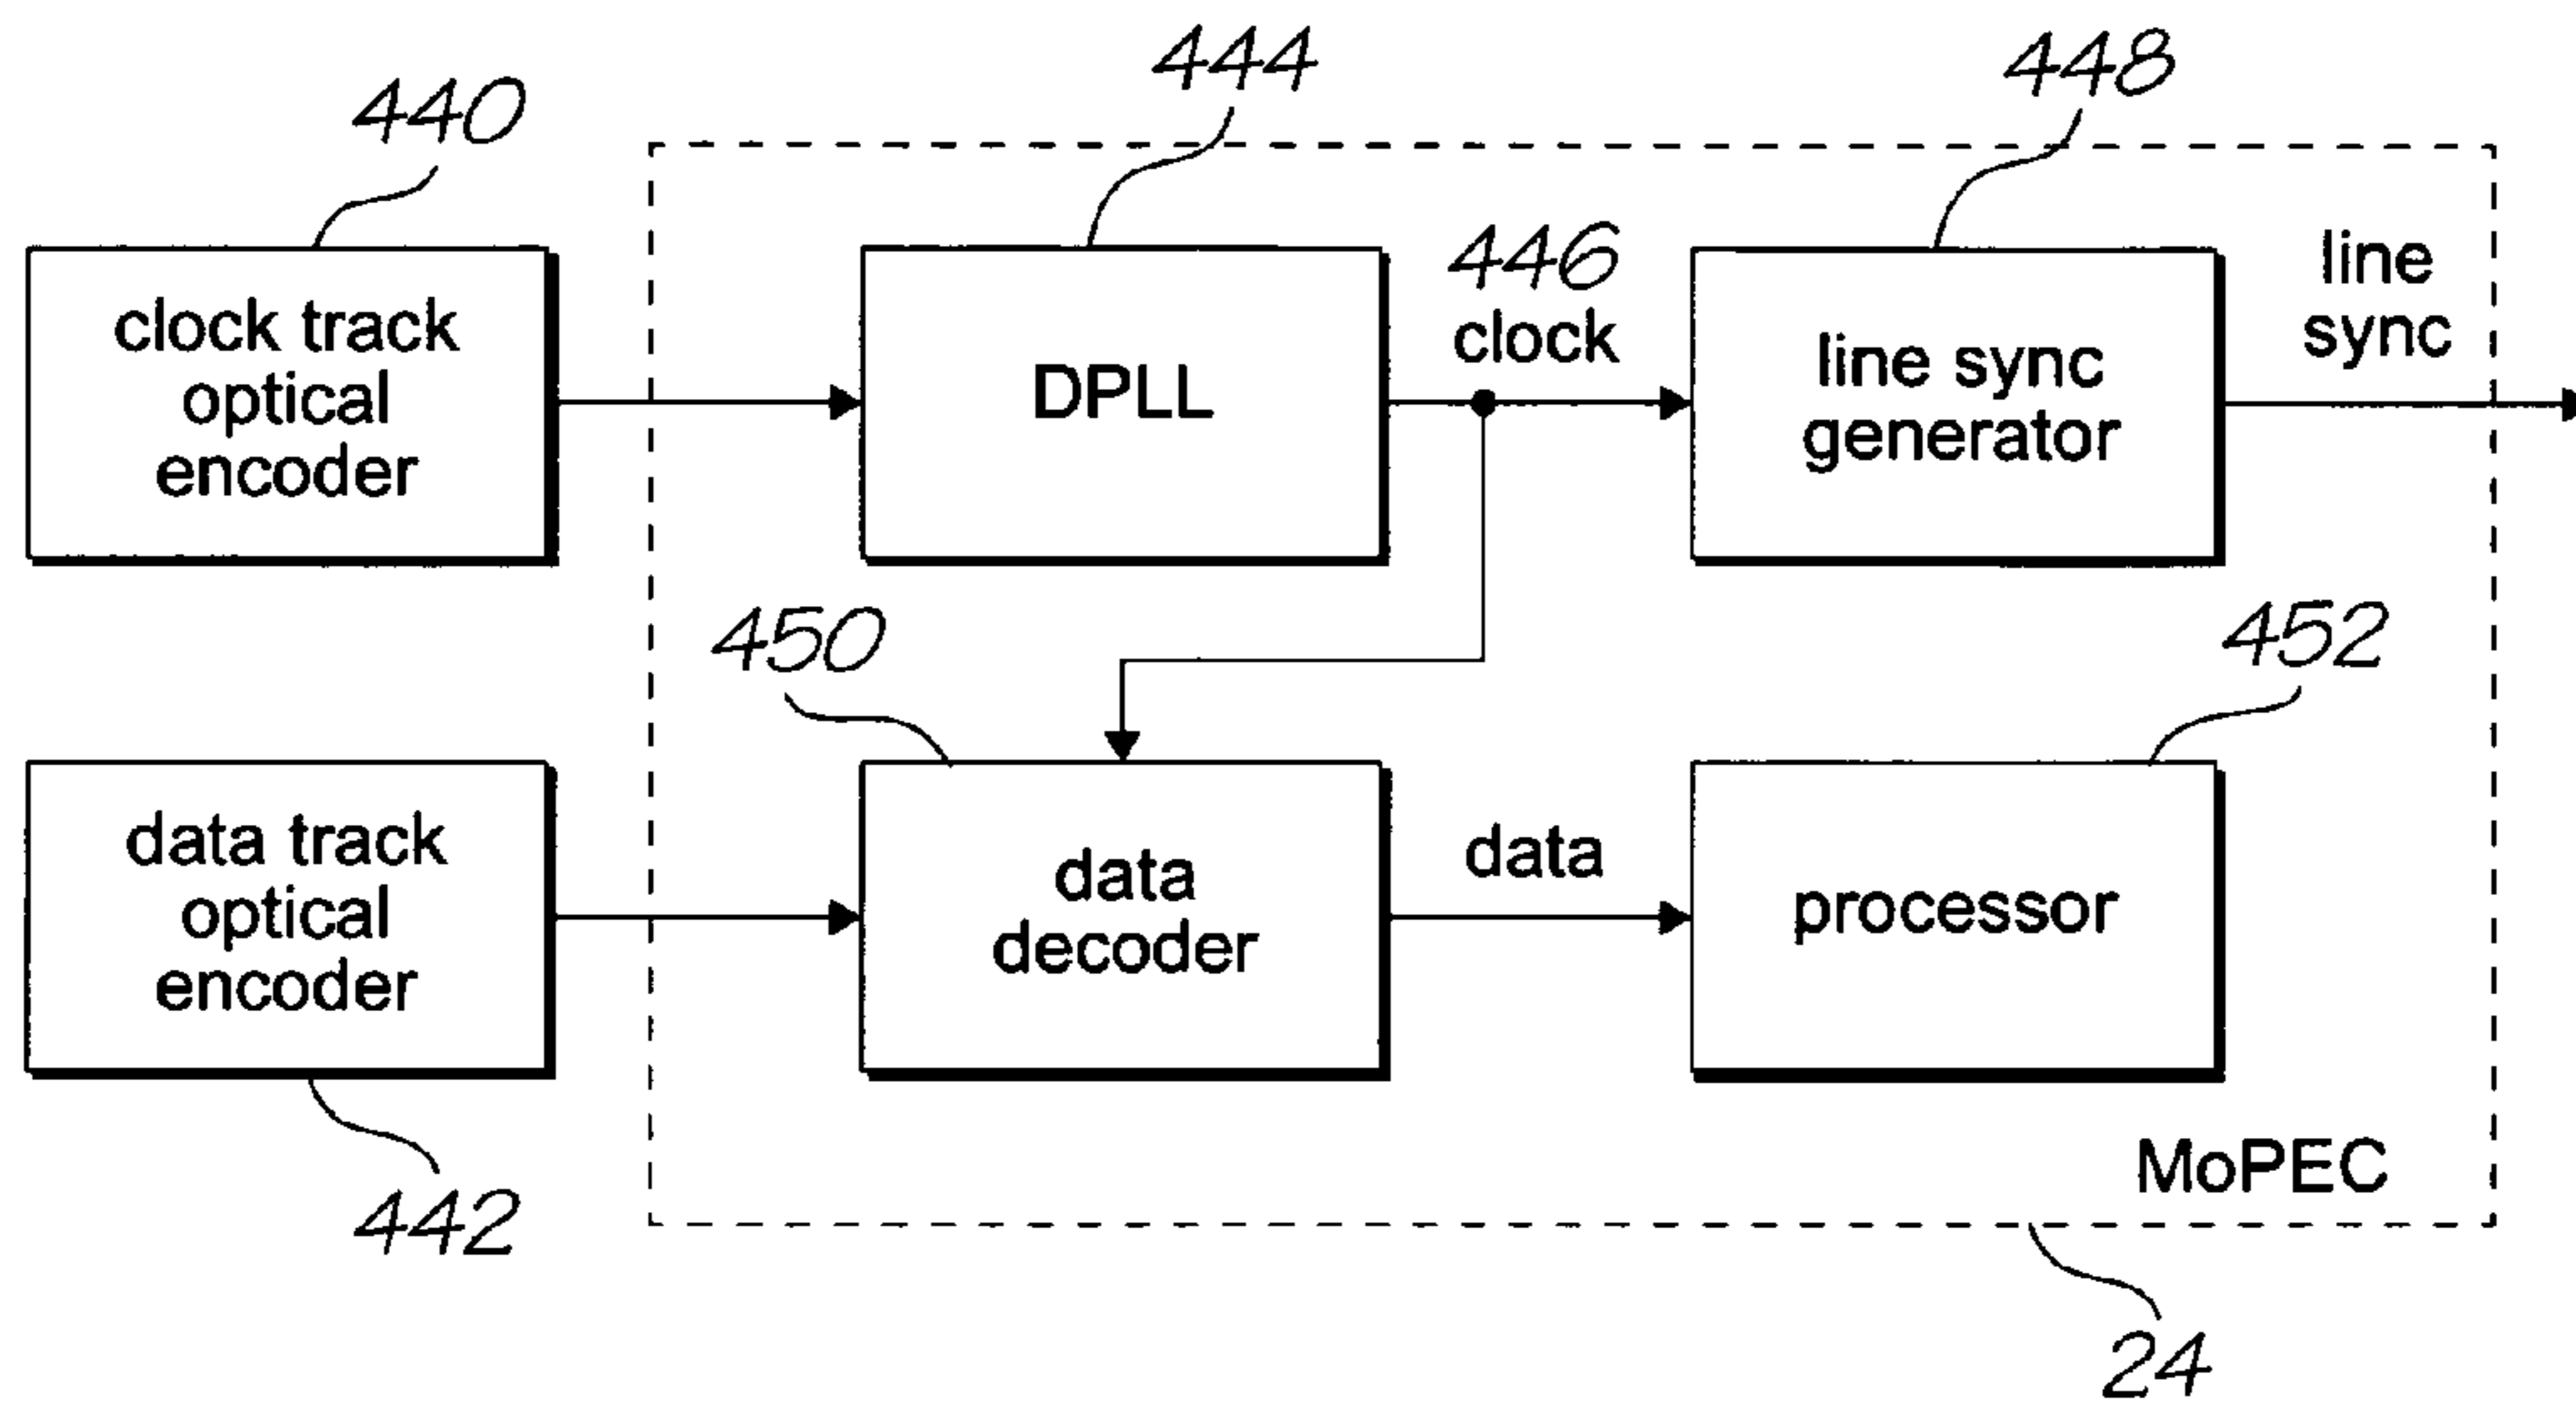 444
448
440
446
clock
line
sync
clock track
optical
encoder
DPLL
line sync
generator
450
452
data track
optical
encoder
data
decoder
data
processor
MoPEC
442
24